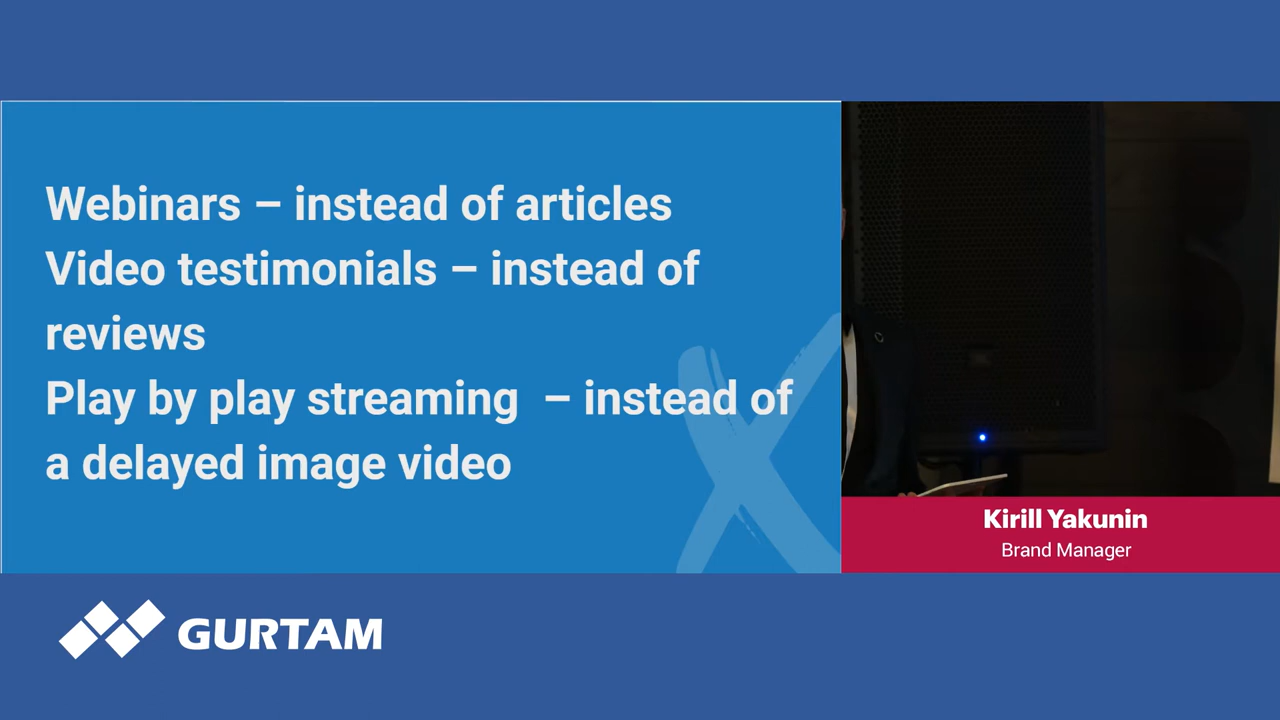 Webinars – instead of articles
Video testimonials – instead of
reviews
Play by play streaming – instead of
a delayed image video
Kirill Yakunin
Brand Manager
GURTAM